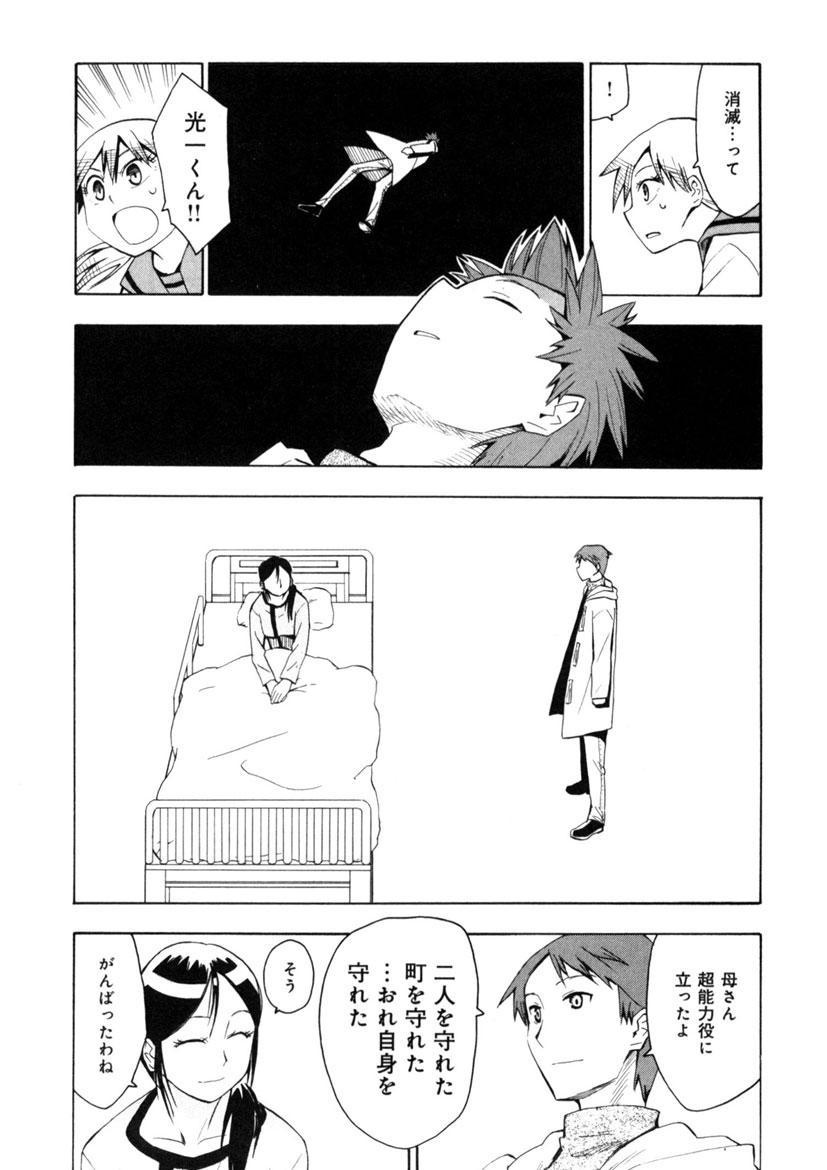 消滅…って
！
光一くん!!
母さん
超能力役に
立ったよ
二人を守れた
町を守れた
…おれ自身を
守れた
そう
がんばったわね